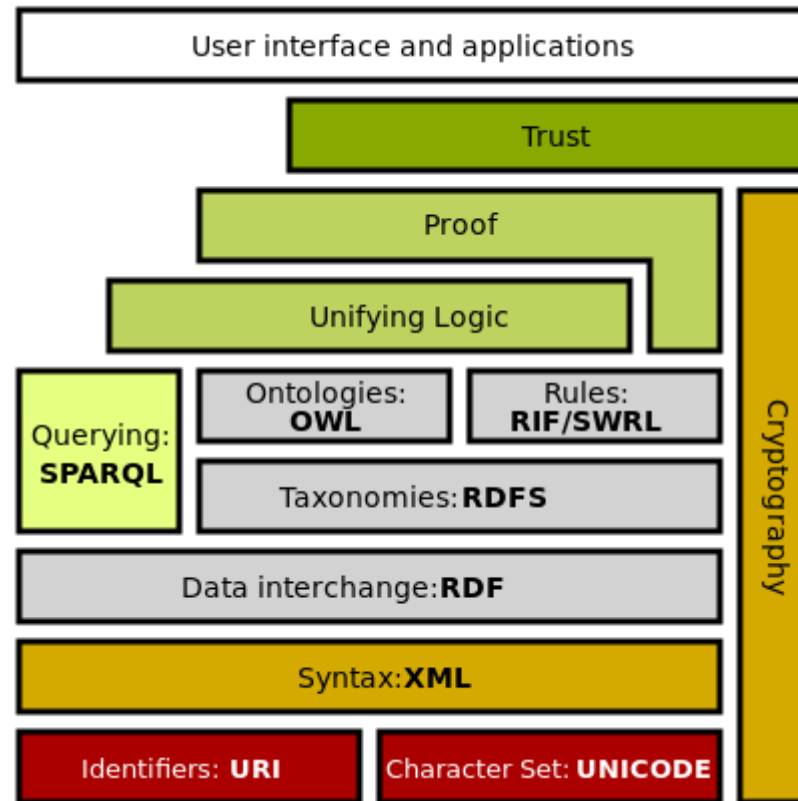 User interface and applications
Trust
Proof
Unifying Logic
Querying:
SPARQL
Ontologies:
OWL
Rules:
RIF/SWRL
Taxonomies:RDFS
Data interchange:RDF
Syntax:XML
Identifiers: URI
Character Set: UNICODE
Cryptography